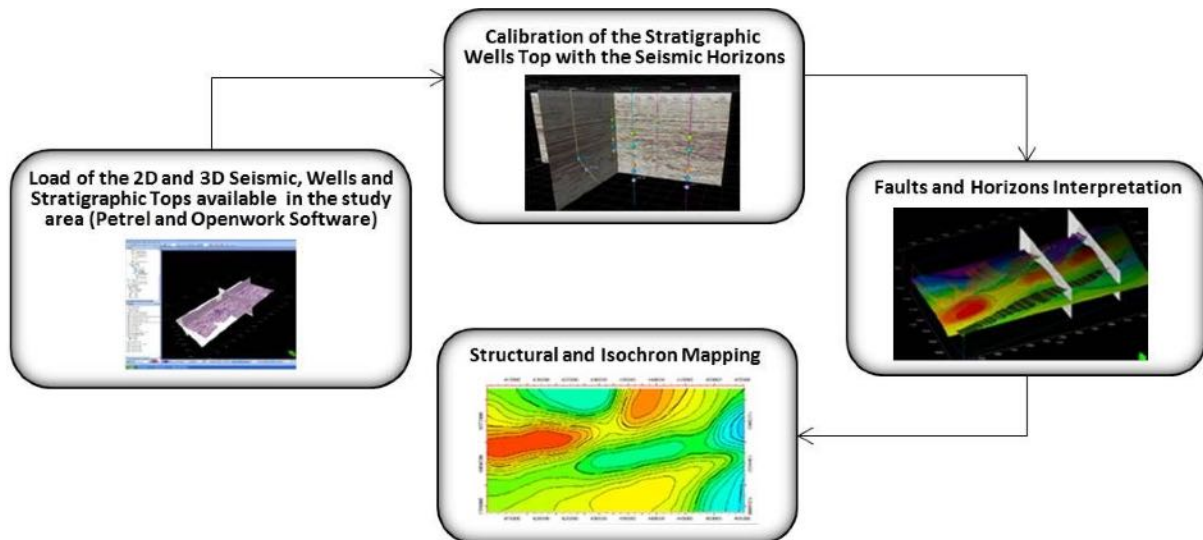 Calibration of the Stratigraphic
Wells Top with the Seismic Horizons
Load of the 2D and 3D Seismic, Wells and
Stratigraphic Tops available in the study
area (Petrel and Openwork Software)
Faults and Horizons Interpretation
Structural and Isochron Mapping